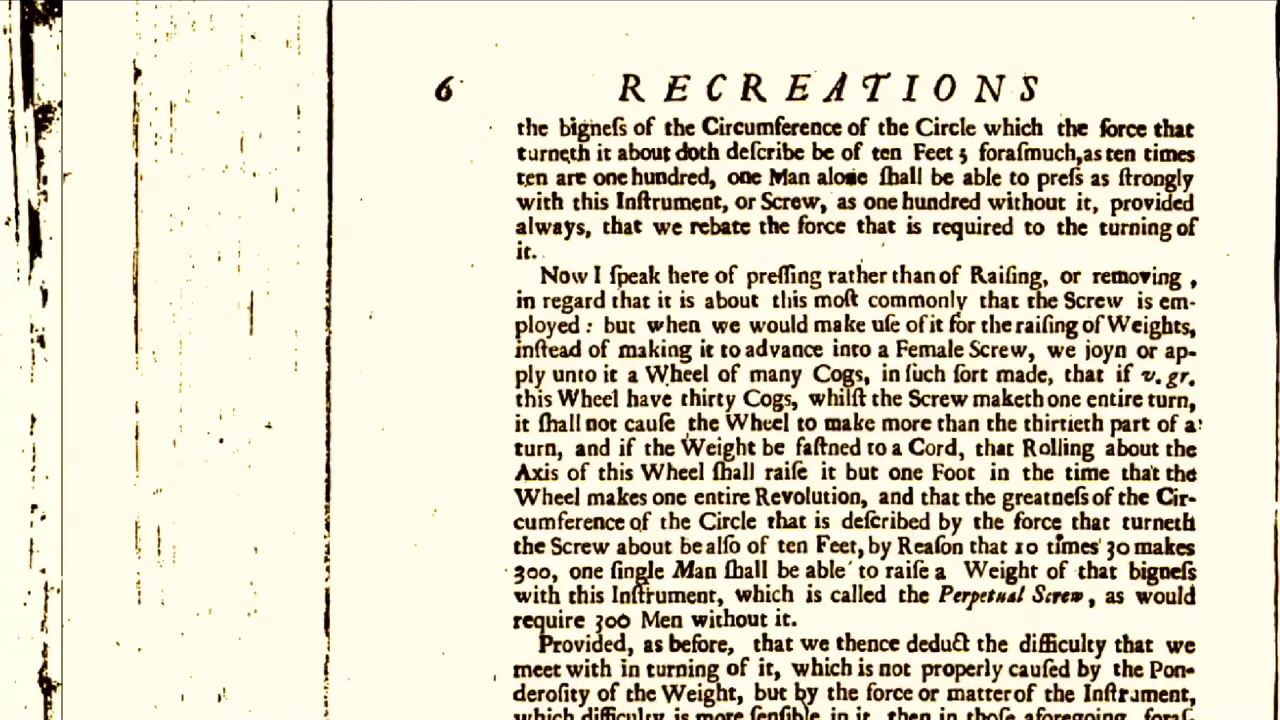 6 RECREATIONS
the bigneſs of the Circumference of the Circle which the force that
turneth it about doth deſcribe be of ten Feet; foraſmuch, as ten times
ten are one hundred, one Man alone ſhall be able to preſs as ſtrongly
with this Inſtrument, or Screw, as one hundred without it, provided
always, that we rebate the force that is required to the turning of
it.
Now I ſpeak here of preſſing rather than of Raiſing, or removing,
in regard that it is about this moſt commonly that the Screw is em-
ployed: but when we would make uſe of it for the raiſing of Weights,
inſtead of making it to advance into a Female Screw, we joyn or ap-
ply unto it a Wheel of many Cogs, in ſuch ſort made, that if v. gr.
this Wheel have thirty Cogs, whilſt the Screw maketh one entire turn,
it ſhall not cauſe the Wheel to make more than the thirtieth part of a
turn, and if the Weight be faſtned to a Cord, that Rolling about the
Axis of this Wheel ſhall raiſe it but one Foot in the time that the
Wheel makes one entire Revolution, and that the greatneſs of the Cir-
cumference of the Circle that is deſcribed by the force that turneth
the Screw about be alſo of ten Feet, by Reaſon that 10 times 30 makes
300, one ſingle Man ſhall be able to raiſe a Weight of that bigneſs
with this Inſtrument, which is called the Perpetual Screw, as would
require 300 Men without it.
Provided, as before, that we thence deduct the difficulty that we
meet with in turning of it, which is not properly cauſed by the Pon-
deroſity of the Weight, but by the force or matter of the Inſtrument,
which difficulty is more ſenſible in it, then in thoſe aforegoing, foraſ-